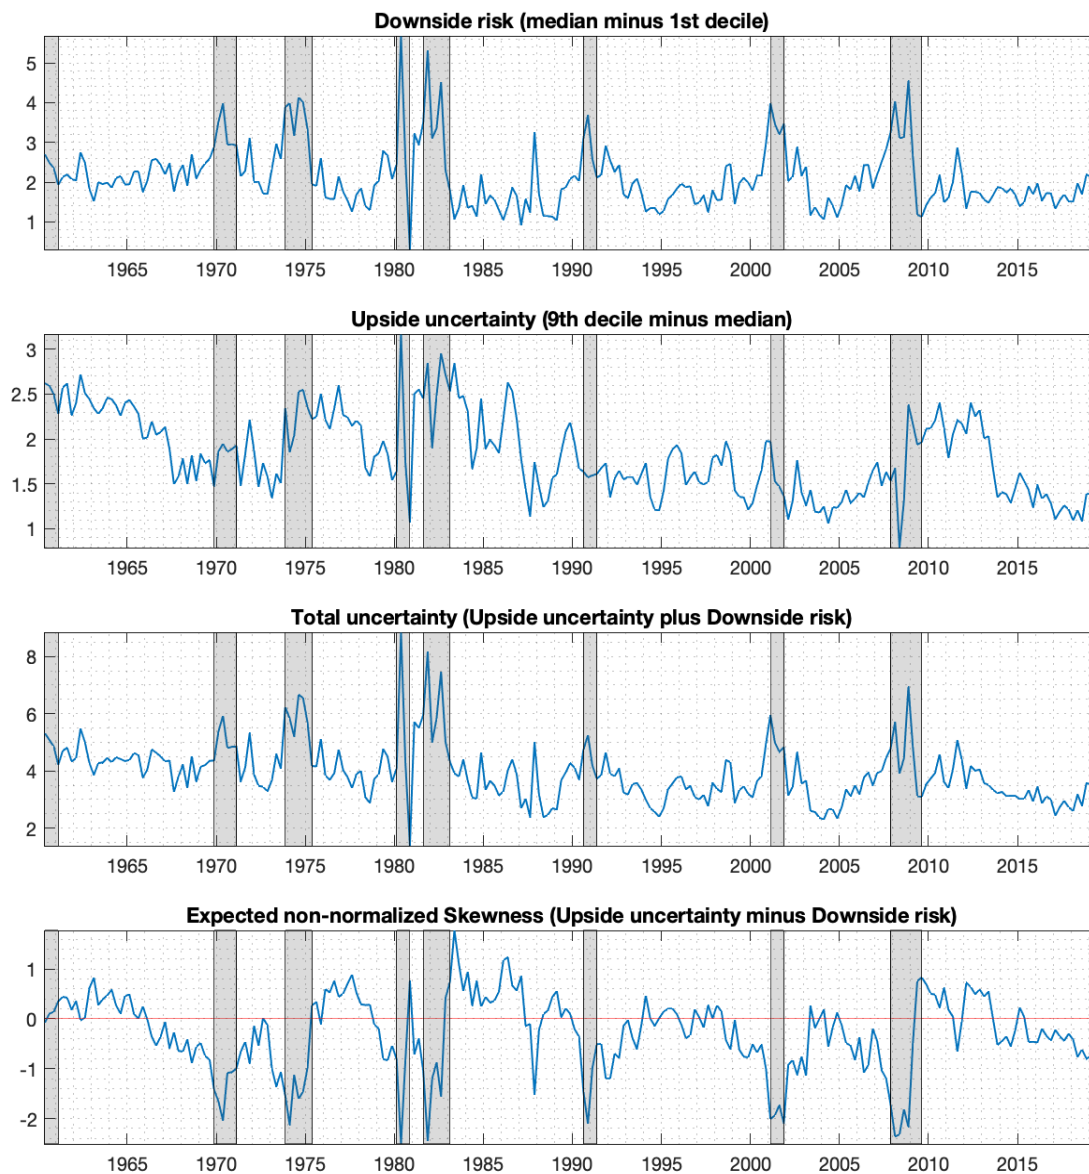 Downside risk (median minus 1st decile)
5
4
3
2
1
1965 1970 1975 1980 1985 1990 1995 2000 2005 2010 2015
Upside uncertainty (9th decile minus median)
3
2.5
2
1.5
1
1965 1970 1975 1980 1985 1990 1995 2000 2005 2010 2015
Total uncertainty (Upside uncertainty plus Downside risk)
8
6
4
2
1965 1970 1975 1980 1985 1990 1995 2000 2005 2010 2015
Expected non-normalized Skewness (Upside uncertainty minus Downside risk)
1
0
-1
-2
1965 1970 1975 1980 1985 1990 1995 2000 2005 2010 2015